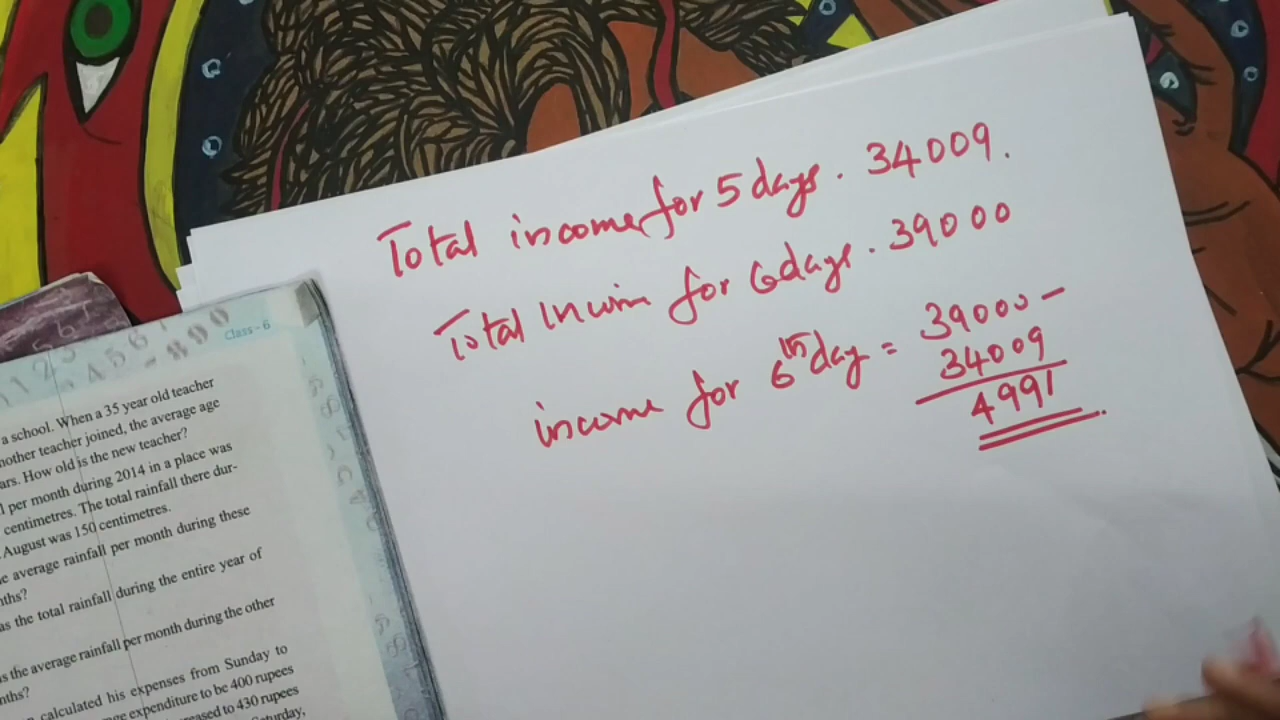 Total income for 5 days . 34009.
Total Income for 6 days . 39000
income for 6th day = 39000 -
34009
4991
Class - 6
a school. When a 35 year old teacher
nother teacher joined, the average age
ars. How old is the new teacher?
l per month during 2014 in a place was
centimetres. The total rainfall there dur-
August was 150 centimetres.
e average rainfall per month during these
nths?
as the total rainfall during the entire year of
s the average rainfall per month during the other
nths?
calculated his expenses from Sunday to
ge expenditure to be 400 rupees
reased to 430 rupees
aturday,